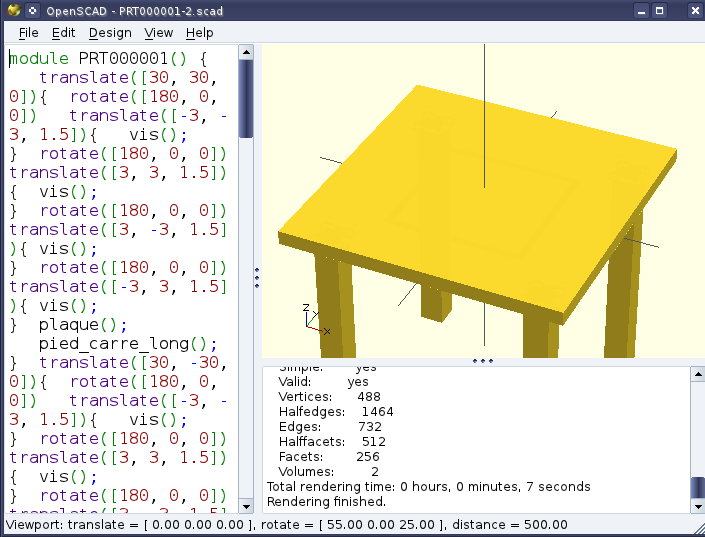 OpenSCAD - PRT000001-2.scad
File Edit Design View Help
module PRT000001() {
translate([30, 30,
0]){ rotate([180, 0,
0]) translate([-3, -
3, 1.5]){ vis();
} rotate([180, 0, 0])
translate([3, 3, 1.5])
{ vis();
} rotate([180, 0, 0])
translate([3, -3, 1.5]
){ vis();
} rotate([180, 0, 0])
translate([-3, 3, 1.5]
){ vis();
} plaque();
pied_carre_long();
} translate([30, -30,
0]){ rotate([180, 0,
0]) translate([-3, -
3, 1.5]){ vis();
} rotate([180, 0, 0])
translate([3, 3, 1.5])
{ vis();
} rotate([180, 0, 0])
translate([3, -3, 1.5]
z
y
x
Simple: yes
Valid: yes
Vertices: 488
Halfedges: 1464
Edges: 732
Halffacets: 512
Facets: 256
Volumes: 2
Total rendering time: 0 hours, 0 minutes, 7 seconds
Rendering finished.
Viewport: translate = [ 0.00 0.00 0.00 ], rotate = [ 55.00 0.00 25.00 ], distance = 500.00